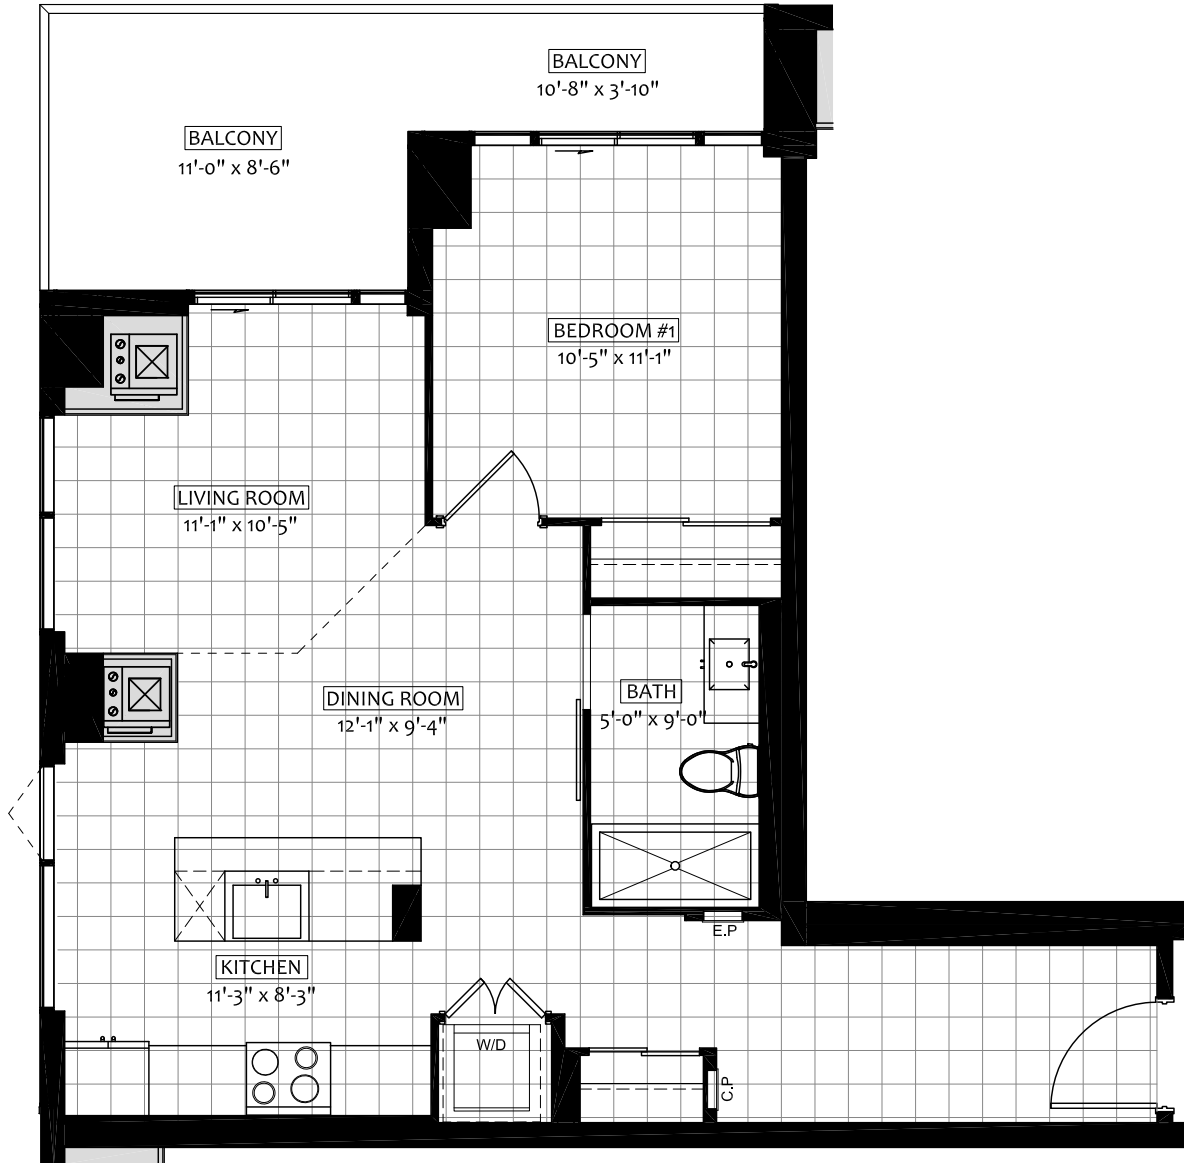 BALCONY
10'-8" x 3'-10"
BALCONY
11'-0" x 8'-6"
BEDROOM #1
10'-5" x 11'-1"
LIVING ROOM
11'-1" x 10'-5"
DINING ROOM
12'-1" x 9'-4"
BATH
5'-0" x 9'-0"
E.P
KITCHEN
11'-3" x 8'-3"
W/D
C.P